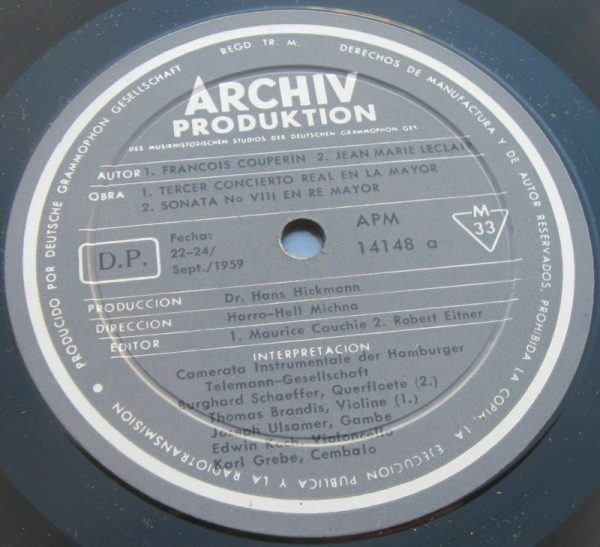 PRODUCIDO POR DEUTSCHE GRAMMOPHON GESELLSCHAFT
REGD. TR. M.
DERECHOS DE MANUFACTURA Y DE AUTOR RESERVADOS, PROHIBIDA LA COPIA, LA EJECUCION PUBLICA Y LA RADIOTRANSMISION
ARCHIV
PRODUKTION
DES MUSIKHISTORISCHEN STUDIOS DER DEUTSCHEN GRAMMOPHON GES
AUTOR 1. FRANCOIS COUPERIN 2. JEAN MARIE LECLAIR
OBRA 1. TERCER CONCIERTO REAL EN LA MAYOR
2. SONATA No VIII EN RE MAYOR
D.P.
Fecha:
22-24/
Sept./1959
APM
14148 a
M
33
PRODUCCION Dr. Hans Hickmann
DIRECCION Harro-Hell Michna
EDITOR 1. Maurice Cauchie 2. Robert Eitner
INTERPRETACION
Camerata Instrumentale der Hamburger
Telemann-Gesellschaft
Burghard Schaeffer, Querfloete (2.)
Thomas Brandis, Violine (1.)
Joseph Ulsamer, Gambe
Edwin Koch, Violoncello
Karl Grebe, Cembalo